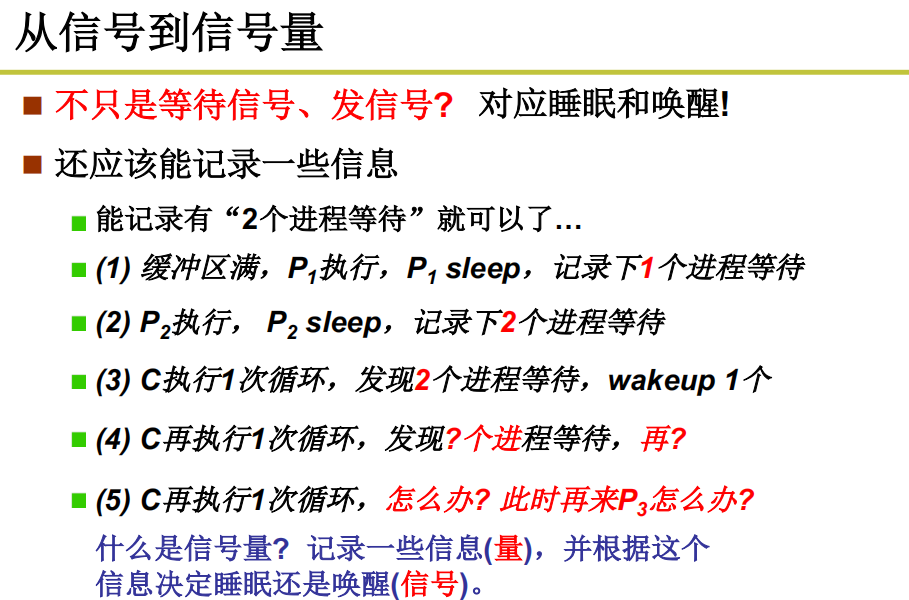 从信号到信号量
不只是等待信号、发信号? 对应睡眠和唤醒!
还应该能记录一些信息
能记录有“2个进程等待”就可以了…
(1) 缓冲区满，P1执行，P1 sleep，记录下1个进程等待
(2) P2执行， P2 sleep，记录下2个进程等待
(3) C执行1次循环，发现2个进程等待，wakeup 1个
(4) C再执行1次循环，发现?个进程等待，再?
(5) C再执行1次循环，怎么办? 此时再来P3怎么办?
什么是信号量? 记录一些信息(量)，并根据这个
信息决定睡眠还是唤醒(信号)。